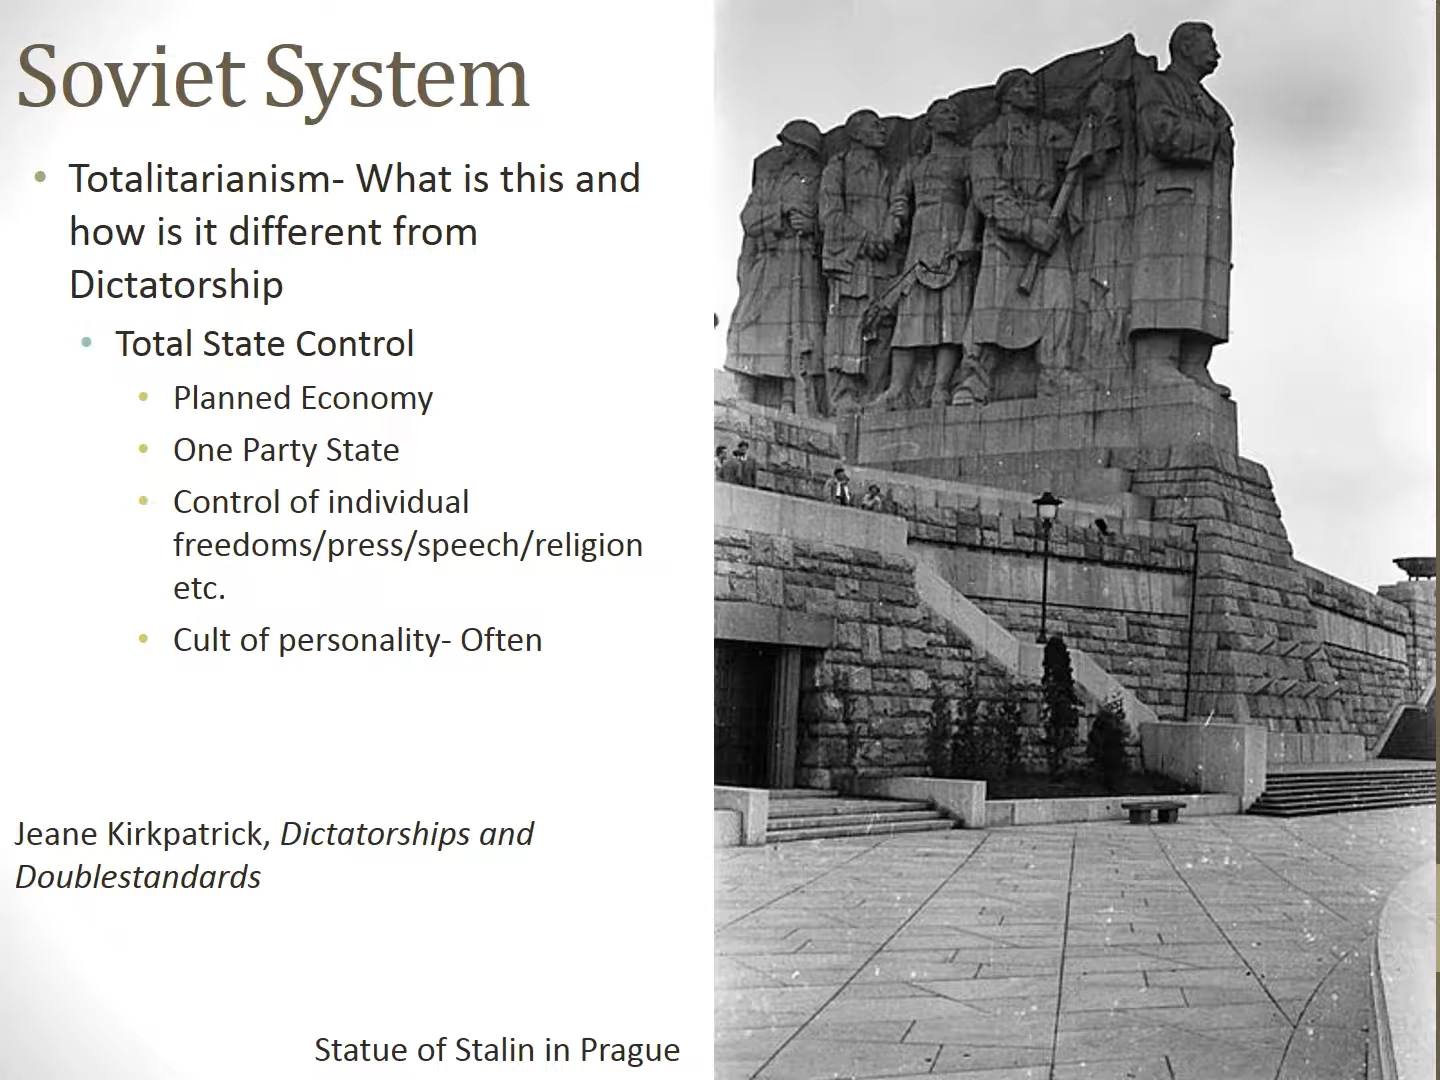 Soviet System
• Totalitarianism- What is this and
how is it different from
Dictatorship
• Total State Control
• Planned Economy
• One Party State
• Control of individual
freedoms/press/speech/religion
etc.
• Cult of personality- Often
Jeane Kirkpatrick, Dictatorships and
Doublestandards
Statue of Stalin in Prague